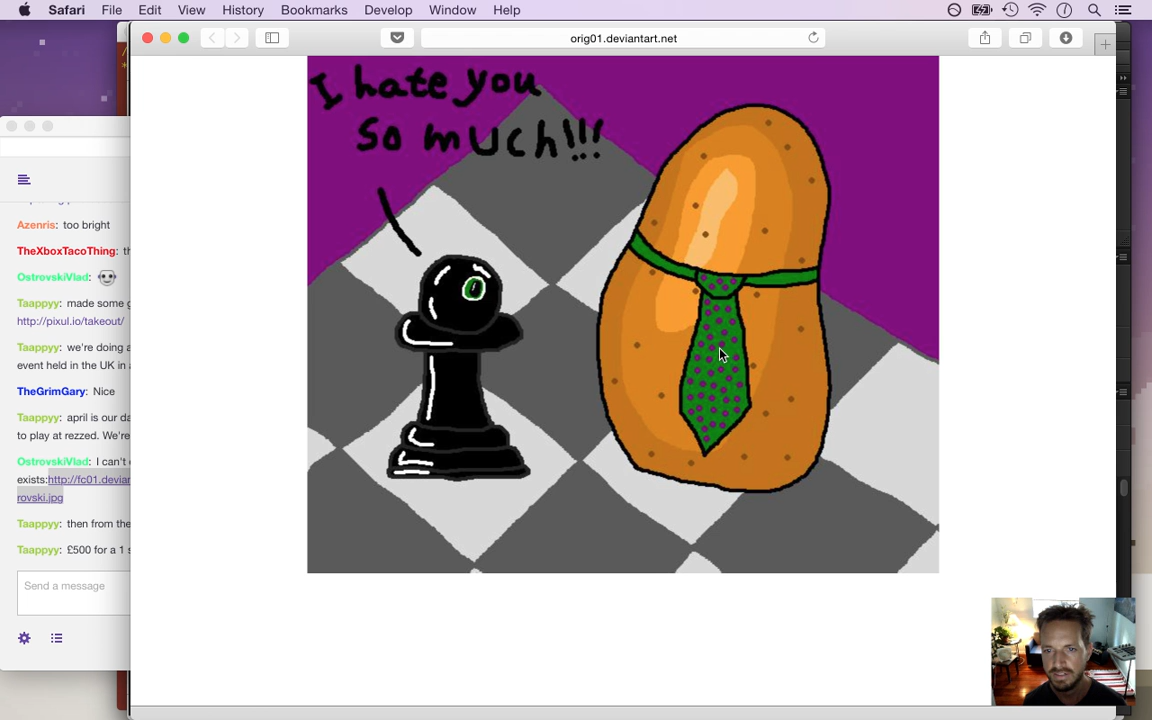 Safari File Edit View History Bookmarks Develop Window Help
orig01.deviantart.net
I hate you
so much!!!
Azenris: too bright
TheXboxTacoThing:
OstrovskiVlad:
Taappyy: made some
http://pixul.io/takeout/
Taappyy: we're doing a
event held in the UK in
TheGrimGary: Nice
Taappyy: april is our
to play at rezzed. We're
OstrovskiVlad: I can't
exists:http://fc01.devian
rovski.jpg
Taappyy: then from the
Taappyy: £500 for a 1
Send a message